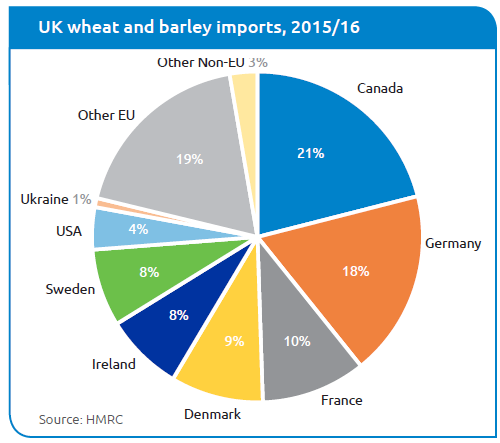 UK wheat and barley imports, 2015/16
Other Non-EU 3%
Canada
21%
Other EU
19%
Ukraine 1%
USA
4%
Germany
18%
Sweden
8%
Ireland
8%
Denmark
9%
France
10%
Source: HMRC